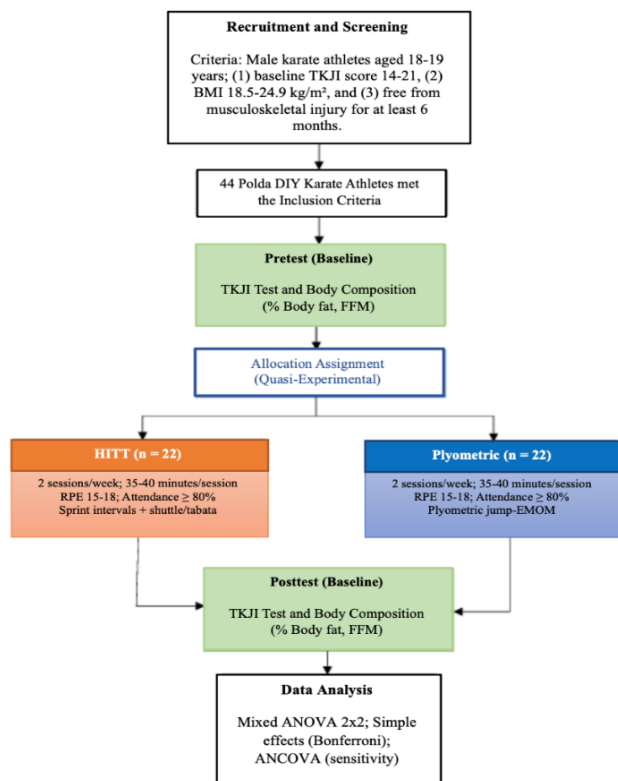 Recruitment and Screening
Criteria: Male karate athletes aged 18-19
years; (1) baseline TKJI score 14-21, (2)
BMI 18.5-24.9 kg/m², and (3) free from
musculoskeletal injury for at least 6
months.
44 Polda DIY Karate Athletes met
the Inclusion Criteria
Pretest (Baseline)
TKJI Test and Body Composition
(% Body fat, FFM)
Allocation Assignment
(Quasi-Experimental)
HITT (n = 22)
2 sessions/week; 35-40 minutes/session
RPE 15-18; Attendance ≥ 80%
Sprint intervals + shuttle/tabata
Plyometric (n = 22)
2 sessions/week; 35-40 minutes/session
RPE 15-18; Attendance ≥ 80%
Plyometric jump-EMOM
Posttest (Baseline)
TKJI Test and Body Composition
(% Body fat, FFM)
Data Analysis
Mixed ANOVA 2x2; Simple
effects (Bonferroni);
ANCOVA (sensitivity)